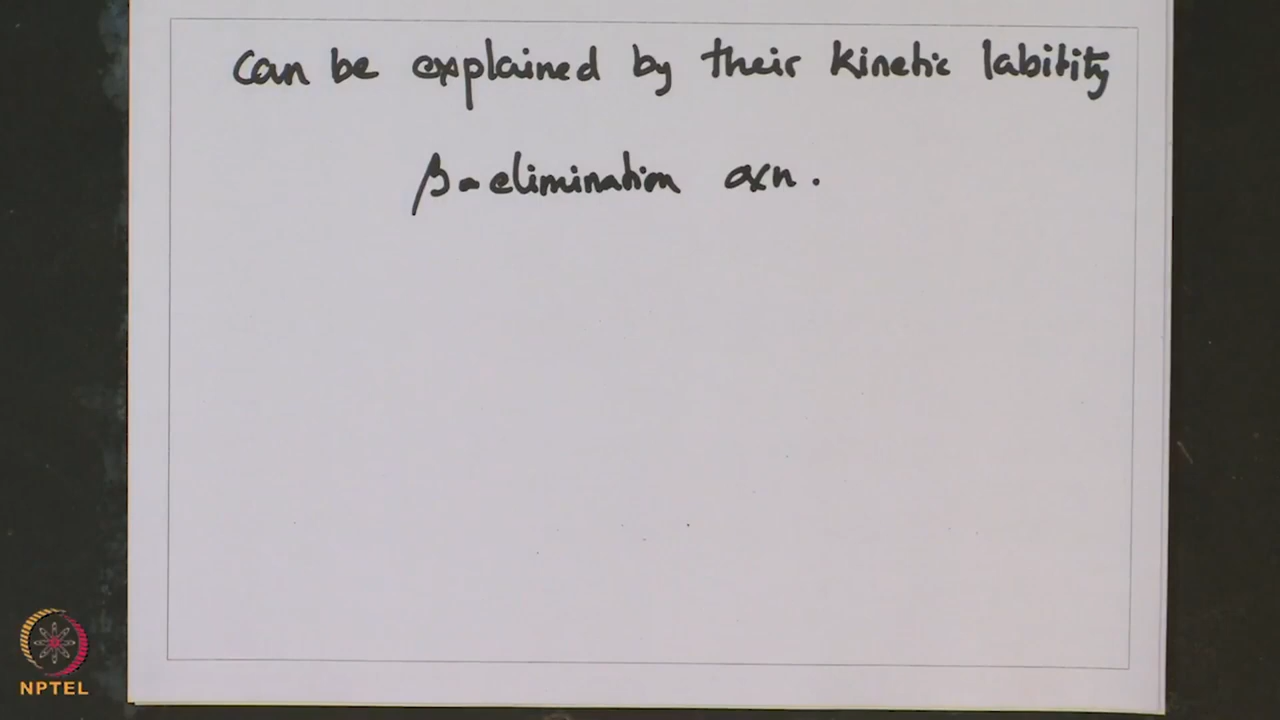 can be explained by their kinetic lability
β-elimination rxn.
NPTEL